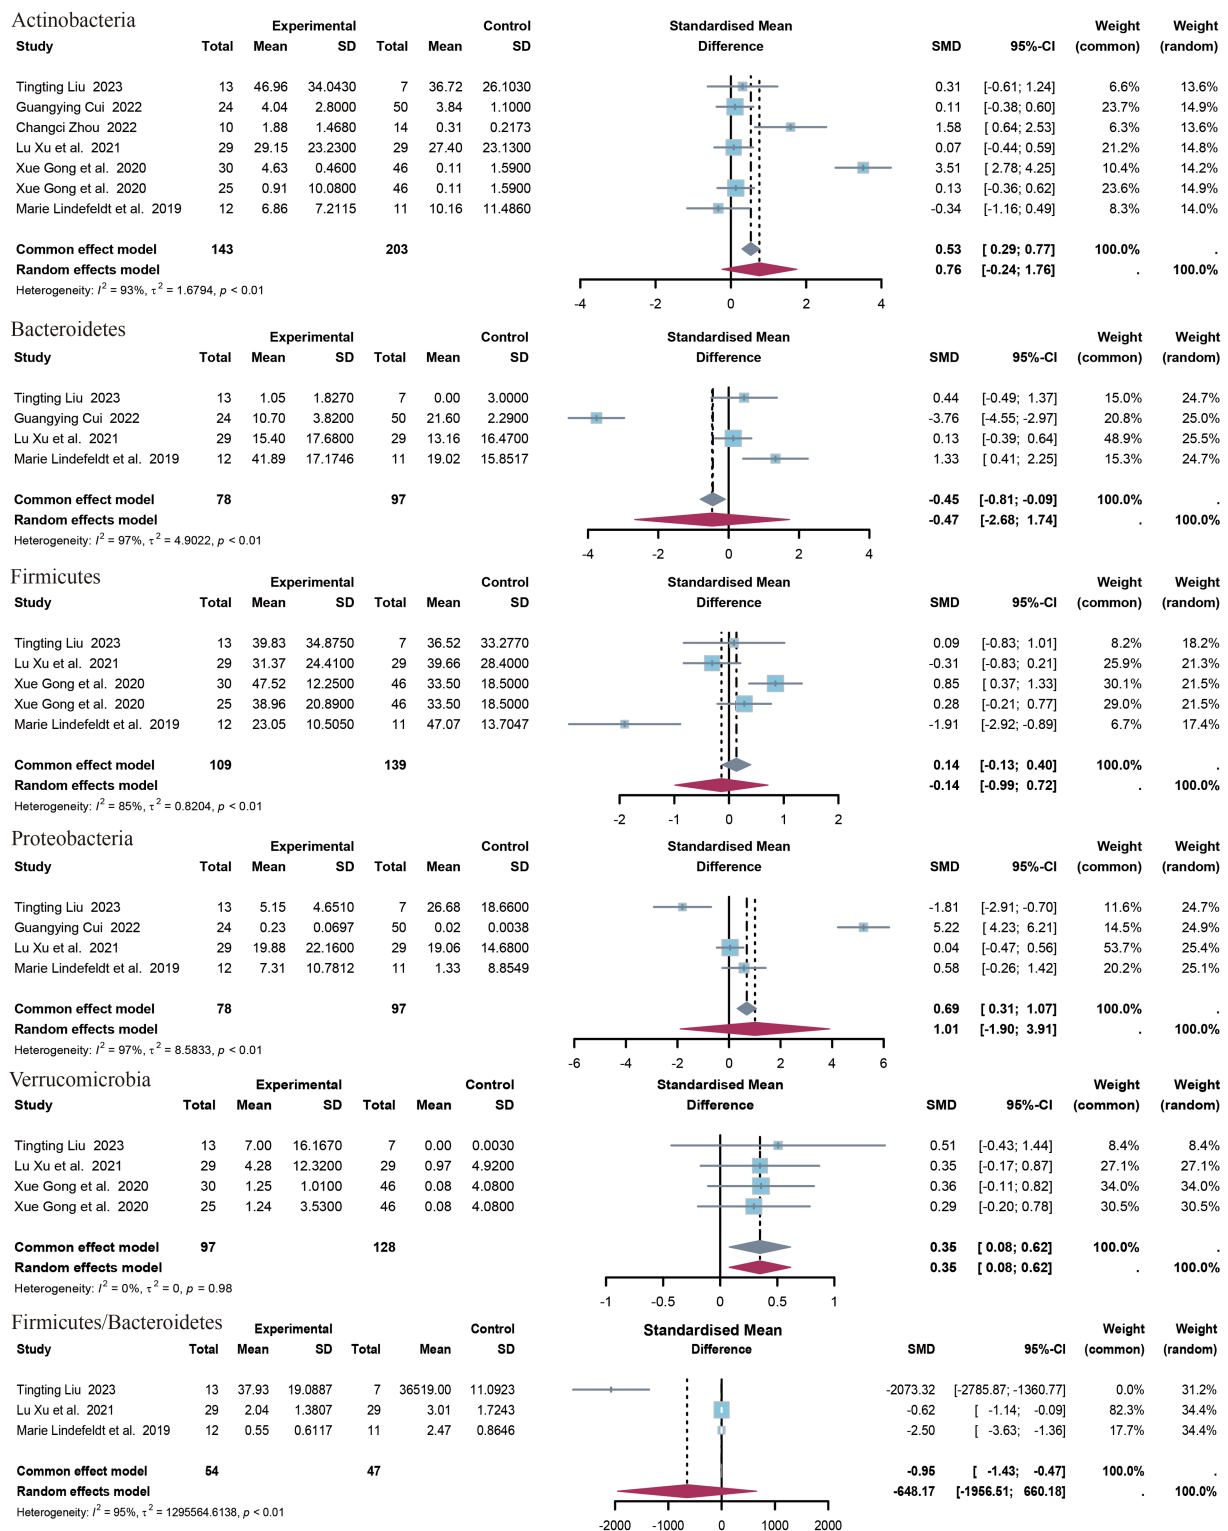 Actinobacteria
Experimental Control Standardised Mean Weight Weight
Study Total Mean SD Total Mean SD Difference SMD 95%-CI (common) (random)
Tingting Liu 2023 13 46.96 34.0430 7 36.72 26.1030 0.31 [-0.61; 1.24] 6.6% 13.6%
Guangying Cui 2022 24 4.04 2.8000 50 3.84 1.1000 0.11 [-0.38; 0.60] 23.7% 14.9%
Changci Zhou 2022 10 1.88 1.4680 14 0.31 0.2173 1.58 [ 0.64; 2.53] 6.3% 13.6%
Lu Xu et al. 2021 29 29.15 23.2300 29 27.40 23.1300 0.07 [-0.44; 0.59] 21.2% 14.8%
Xue Gong et al. 2020 30 4.63 0.4600 46 0.11 1.5900 3.51 [ 2.78; 4.25] 10.4% 14.2%
Xue Gong et al. 2020 25 0.91 10.0800 46 0.11 1.5900 0.13 [-0.36; 0.62] 23.6% 14.9%
Marie Lindefeldt et al. 2019 12 6.86 7.2115 11 10.16 11.4860 -0.34 [-1.16; 0.49] 8.3% 14.0%
Common effect model 143 203 0.53 [ 0.29; 0.77] 100.0% .
Random effects model 0.76 [-0.24; 1.76] . 100.0%
Heterogeneity: I² = 93%, τ² = 1.6794, p < 0.01
-4 -2 0 2 4
Bacteroidetes
Experimental Control Standardised Mean Weight Weight
Study Total Mean SD Total Mean SD Difference SMD 95%-CI (common) (random)
Tingting Liu 2023 13 1.05 1.8270 7 0.00 3.0000 0.44 [-0.49; 1.37] 15.0% 24.7%
Guangying Cui 2022 24 10.70 3.8200 50 21.60 2.2900 -3.76 [-4.55; -2.97] 20.8% 25.0%
Lu Xu et al. 2021 29 15.40 17.6800 29 13.16 16.4700 0.13 [-0.39; 0.64] 48.9% 25.5%
Marie Lindefeldt et al. 2019 12 41.89 17.1746 11 19.02 15.8517 1.33 [ 0.41; 2.25] 15.3% 24.7%
Common effect model 78 97 -0.45 [-0.81; -0.09] 100.0% .
Random effects model -0.47 [-2.68; 1.74] . 100.0%
Heterogeneity: I² = 97%, τ² = 4.9022, p < 0.01
-4 -2 0 2 4
Firmicutes
Experimental Control Standardised Mean Weight Weight
Study Total Mean SD Total Mean SD Difference SMD 95%-CI (common) (random)
Tingting Liu 2023 13 39.83 34.8750 7 36.52 33.2770 0.09 [-0.83; 1.01] 8.2% 18.2%
Lu Xu et al. 2021 29 31.37 24.4100 29 39.66 28.4000 -0.31 [-0.83; 0.21] 25.9% 21.3%
Xue Gong et al. 2020 30 47.52 12.2500 46 33.50 18.5000 0.85 [ 0.37; 1.33] 30.1% 21.5%
Xue Gong et al. 2020 25 38.96 20.8900 46 33.50 18.5000 0.28 [-0.21; 0.77] 29.0% 21.5%
Marie Lindefeldt et al. 2019 12 23.05 10.5050 11 47.07 13.7047 -1.91 [-2.92; -0.89] 6.7% 17.4%
Common effect model 109 139 0.14 [-0.13; 0.40] 100.0% .
Random effects model -0.14 [-0.99; 0.72] . 100.0%
Heterogeneity: I² = 85%, τ² = 0.8204, p < 0.01
-2 -1 0 1 2
Proteobacteria
Experimental Control Standardised Mean Weight Weight
Study Total Mean SD Total Mean SD Difference SMD 95%-CI (common) (random)
Tingting Liu 2023 13 5.15 4.6510 7 26.68 18.6600 -1.81 [-2.91; -0.70] 11.6% 24.7%
Guangying Cui 2022 24 0.23 0.0697 50 0.02 0.0038 5.22 [ 4.23; 6.21] 14.5% 24.9%
Lu Xu et al. 2021 29 19.88 22.1600 29 19.06 14.6800 0.04 [-0.47; 0.56] 53.7% 25.4%
Marie Lindefeldt et al. 2019 12 7.31 10.7812 11 1.33 8.8549 0.58 [-0.26; 1.42] 20.2% 25.1%
Common effect model 78 97 0.69 [ 0.31; 1.07] 100.0% .
Random effects model 1.01 [-1.90; 3.91] . 100.0%
Heterogeneity: I² = 97%, τ² = 8.5833, p < 0.01
-6 -4 -2 0 2 4 6
Verrucomicrobia
Experimental Control Standardised Mean Weight Weight
Study Total Mean SD Total Mean SD Difference SMD 95%-CI (common) (random)
Tingting Liu 2023 13 7.00 16.1670 7 0.00 0.0030 0.51 [-0.43; 1.44] 8.4% 8.4%
Lu Xu et al. 2021 29 4.28 12.3200 29 0.97 4.9200 0.35 [-0.17; 0.87] 27.1% 27.1%
Xue Gong et al. 2020 30 1.25 1.0100 46 0.08 4.0800 0.36 [-0.11; 0.82] 34.0% 34.0%
Xue Gong et al. 2020 25 1.24 3.5300 46 0.08 4.0800 0.29 [-0.20; 0.78] 30.5% 30.5%
Common effect model 97 128 0.35 [ 0.08; 0.62] 100.0% .
Random effects model 0.35 [ 0.08; 0.62] . 100.0%
Heterogeneity: I² = 0%, τ² = 0, p = 0.98
-1 -0.5 0 0.5 1
Firmicutes/Bacteroidetes
Experimental Control Standardised Mean Weight Weight
Study Total Mean SD Total Mean SD Difference SMD 95%-CI (common) (random)
Tingting Liu 2023 13 37.93 19.0887 7 36519.00 11.0923 -2073.32 [-2785.87; -1360.77] 0.0% 31.2%
Lu Xu et al. 2021 29 2.04 1.3807 29 3.01 1.7243 -0.62 [ -1.14; -0.09] 82.3% 34.4%
Marie Lindefeldt et al. 2019 12 0.55 0.6117 11 2.47 0.8646 -2.50 [ -3.63; -1.36] 17.7% 34.4%
Common effect model 54 47 -0.95 [ -1.43; -0.47] 100.0% .
Random effects model -648.17 [-1956.51; 660.18] . 100.0%
Heterogeneity: I² = 95%, τ² = 1295564.6138, p < 0.01
-2000 -1000 0 1000 2000